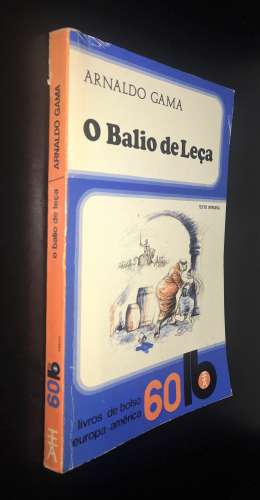 ARNALDO GAMA
O Balio de Leça
TEXTO INTEGRAL
livros de bolso
europa-américa
60 lb
o balio de leça / ARNALDO GAMA
60 lb